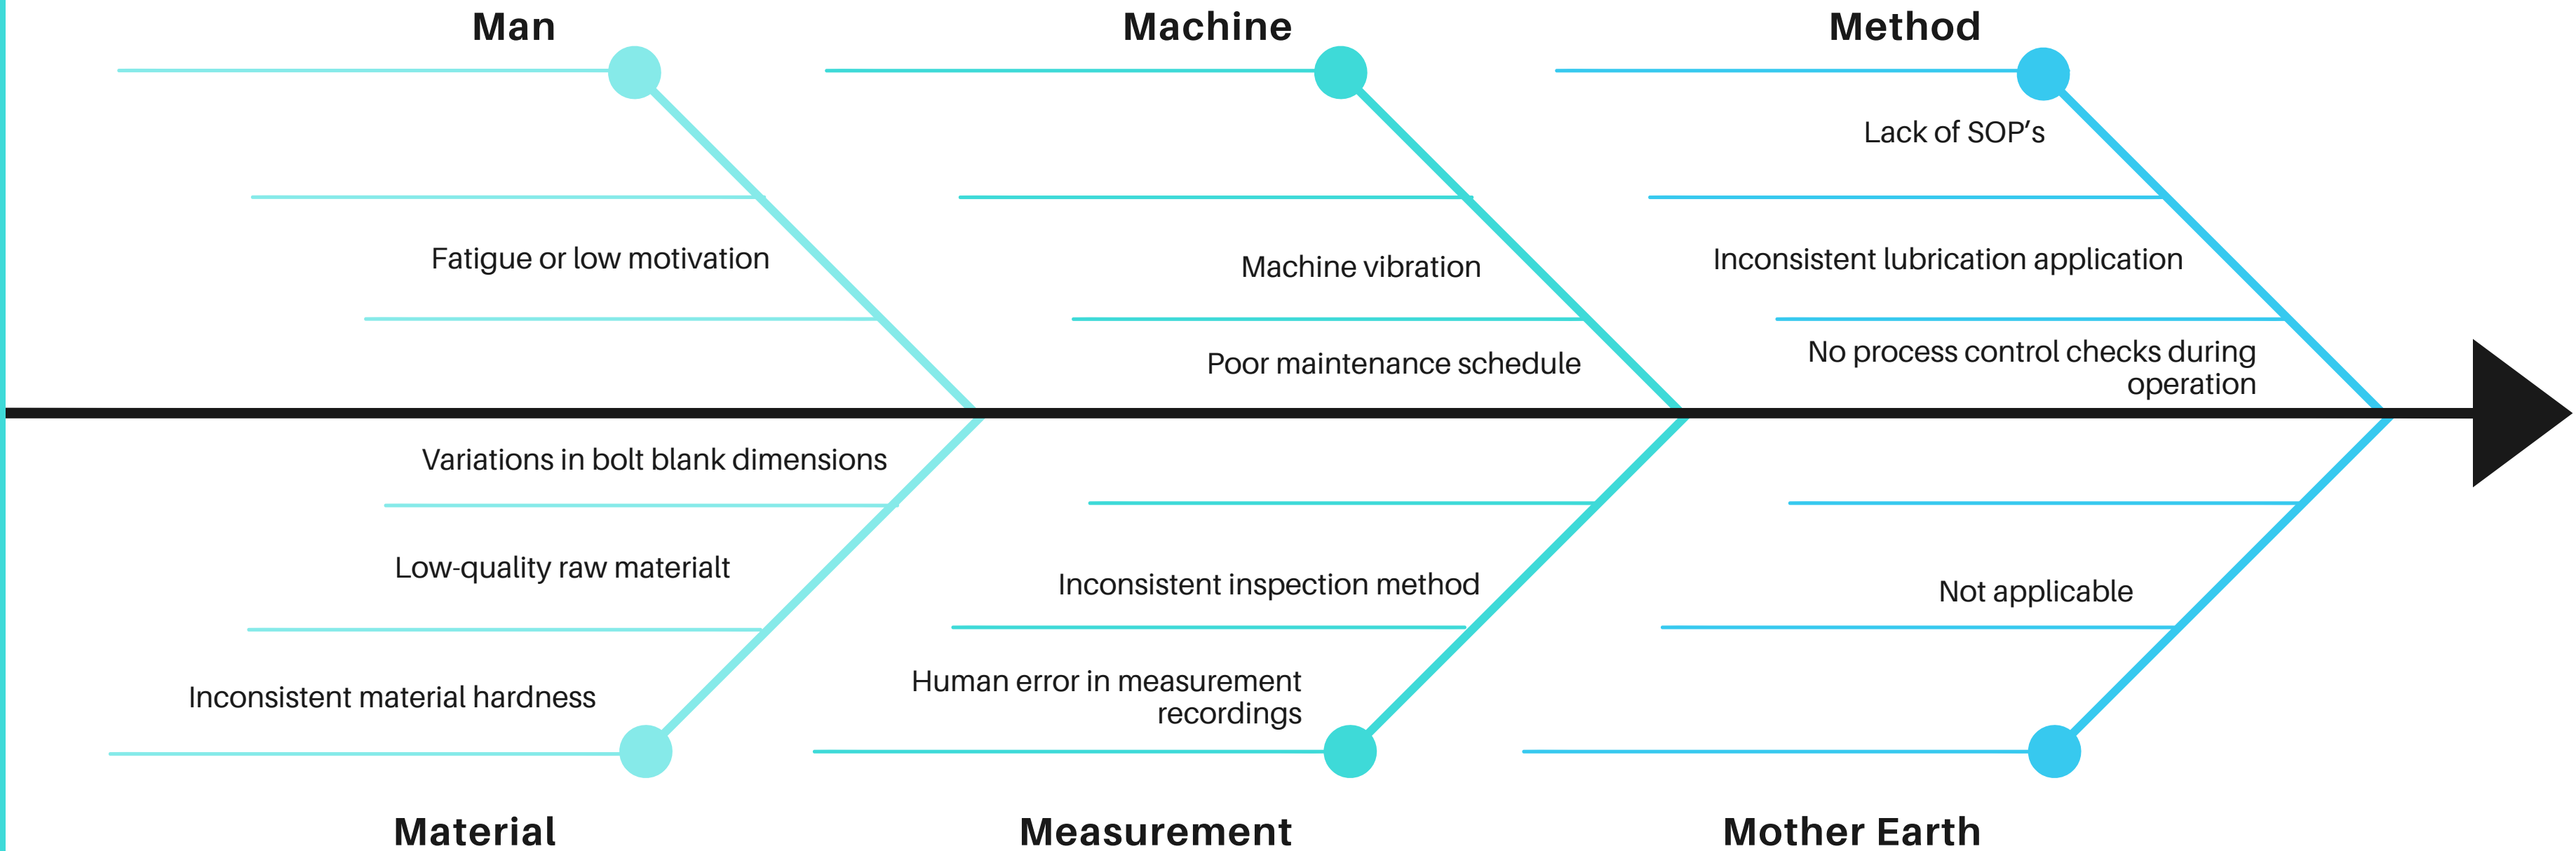 Man
Machine
Method
Lack of SOP’s
Fatigue or low motivation
Machine vibration
Inconsistent lubrication application
Poor maintenance schedule
No process control checks during
operation
Variations in bolt blank dimensions
Low-quality raw materialt
Inconsistent inspection method
Not applicable
Inconsistent material hardness
Human error in measurement
recordings
Material
Measurement
Mother Earth